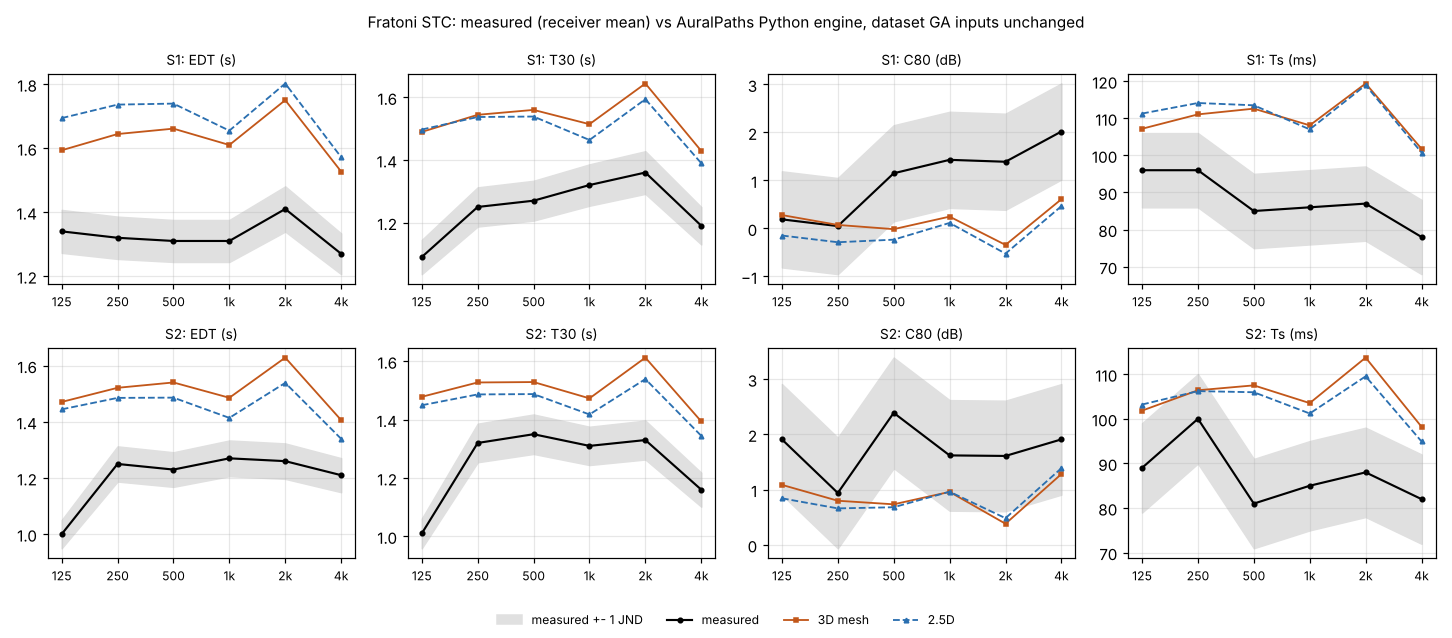 Fratoni STC: measured (receiver mean) vs AuralPaths Python engine, dataset GA inputs unchanged
S1: EDT (s)
1.8
1.6
1.4
1.2
125 250 500 1k 2k 4k
S1: T30 (s)
1.6
1.4
1.2
125 250 500 1k 2k 4k
S1: C80 (dB)
3
2
1
0
−1
125 250 500 1k 2k 4k
S1: Ts (ms)
120
110
100
90
80
70
125 250 500 1k 2k 4k
S2: EDT (s)
1.6
1.4
1.2
1.0
125 250 500 1k 2k 4k
S2: T30 (s)
1.6
1.4
1.2
1.0
125 250 500 1k 2k 4k
S2: C80 (dB)
3
2
1
0
125 250 500 1k 2k 4k
S2: Ts (ms)
110
100
90
80
70
125 250 500 1k 2k 4k
measured +- 1 JND measured 3D mesh 2.5D